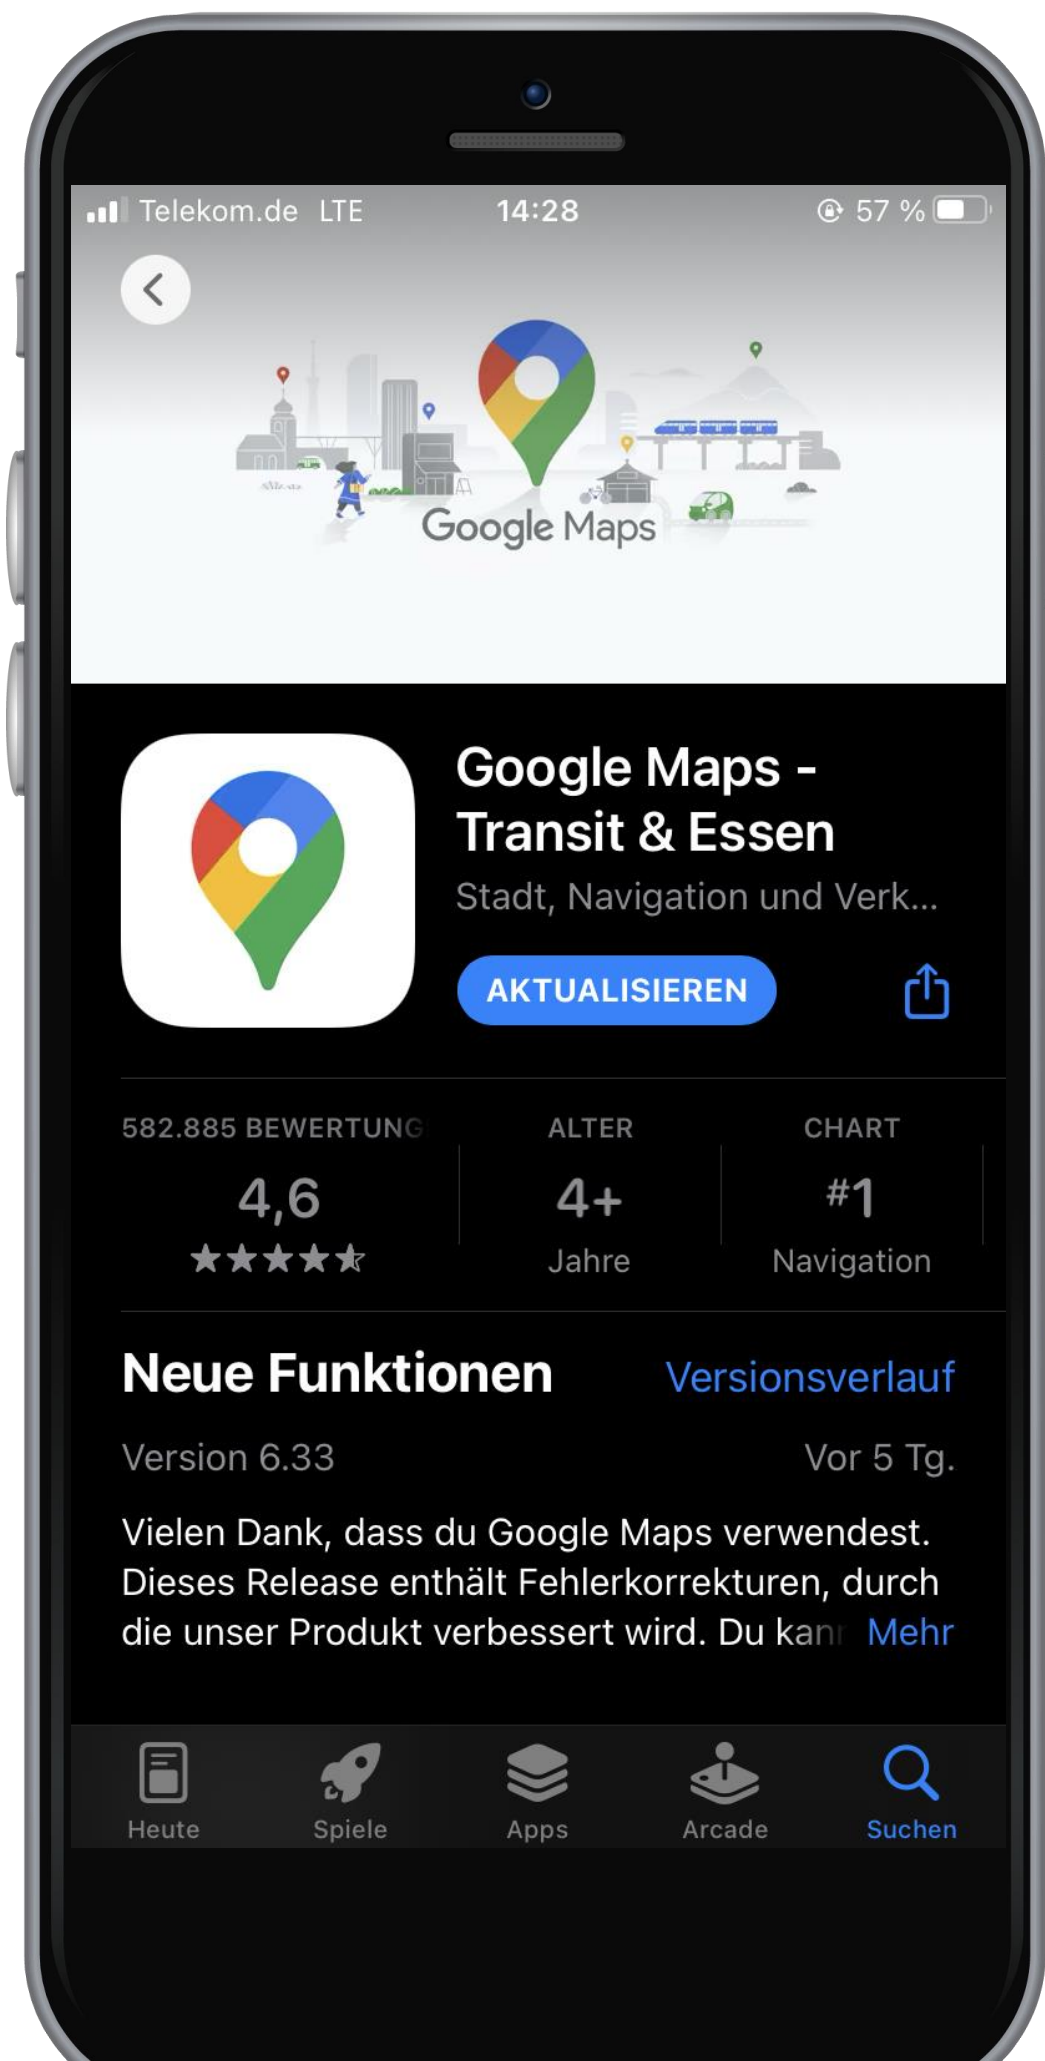 Telekom.de LTE 14:28 57 %
Google Maps
Google Maps -
Transit & Essen
Stadt, Navigation und Verk...
AKTUALISIEREN
582.885 BEWERTUNG ALTER CHART
4,6 4+ #1
Jahre Navigation
Neue Funktionen Versionsverlauf
Version 6.33 Vor 5 Tg.
Vielen Dank, dass du Google Maps verwendest.
Dieses Release enthält Fehlerkorrekturen, durch
die unser Produkt verbessert wird. Du kann Mehr
Heute Spiele Apps Arcade Suchen